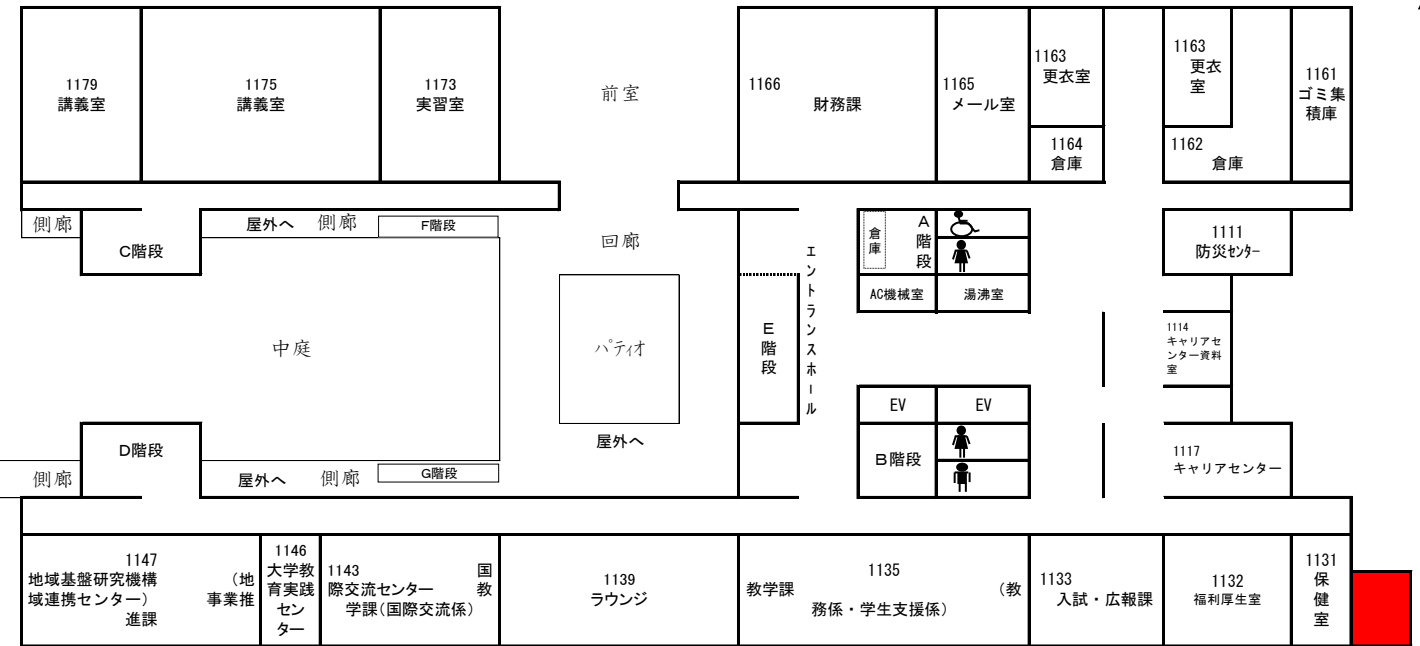 1179
講義室
1175
講義室
1173
実習室
前室
1166
財務課
1165
メール室
1163
更衣室
1164
倉庫
1163
更衣
室
1162
倉庫
1161
ゴミ集
積庫
側廊
C階段
屋外へ
側廊
F階段
回廊
エントランスホール
倉庫
A階段
1111
防災センター
AC機械室
湯沸室
中庭
パティオ
E階段
1114
キャリアセ
ンター資料
室
EV
EV
屋外へ
側廊
D階段
屋外へ
側廊
G階段
B階段
1117
キャリアセンター
1147
地域基盤研究機構 (地
域連携センター) 事業推
進課
1146
大学教
育実践
セン
ター
1143 国
際交流センター 教
学課(国際交流係)
1139
ラウンジ
1135
教学課 (教
務係・学生支援係)
1133
入試・広報課
1132
福利厚生室
1131
保
健
室